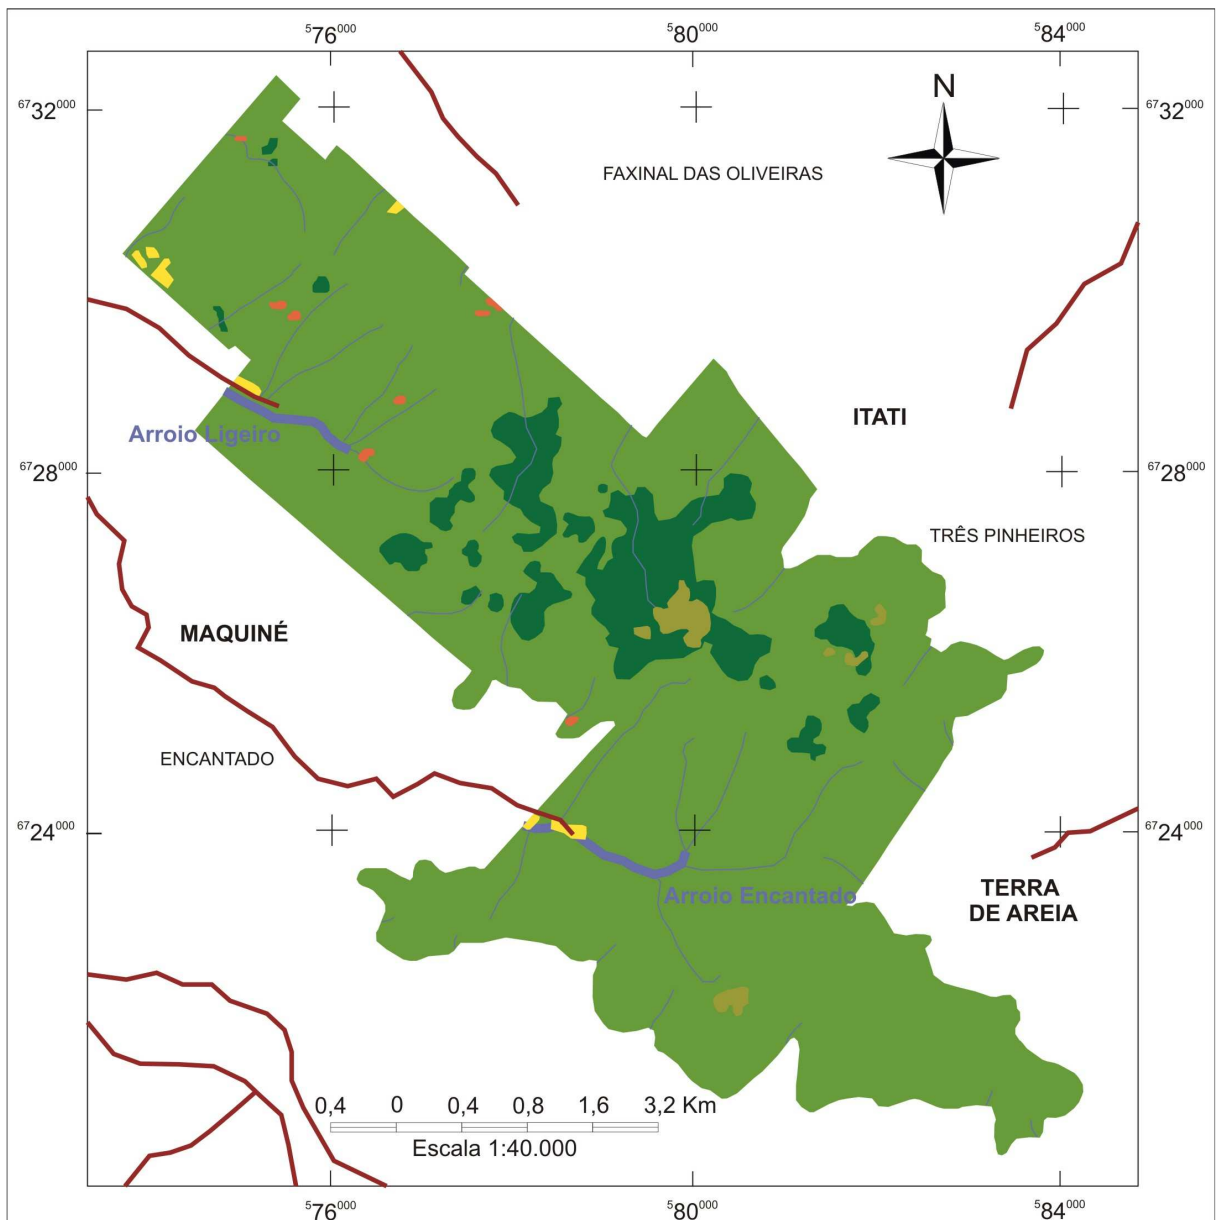 576000 580000 584000
N
6732000 6732000
FAXINAL DAS OLIVEIRAS
ITATI
Arroio Ligeiro
6728000 6728000
TRÊS PINHEIROS
MAQUINÉ
ENCANTADO
6724000 6724000
Arroio Encantado
TERRA
DE AREIA
0,4 0 0,4 0,8 1,6 3,2 Km
Escala 1:40.000
576000 580000 584000